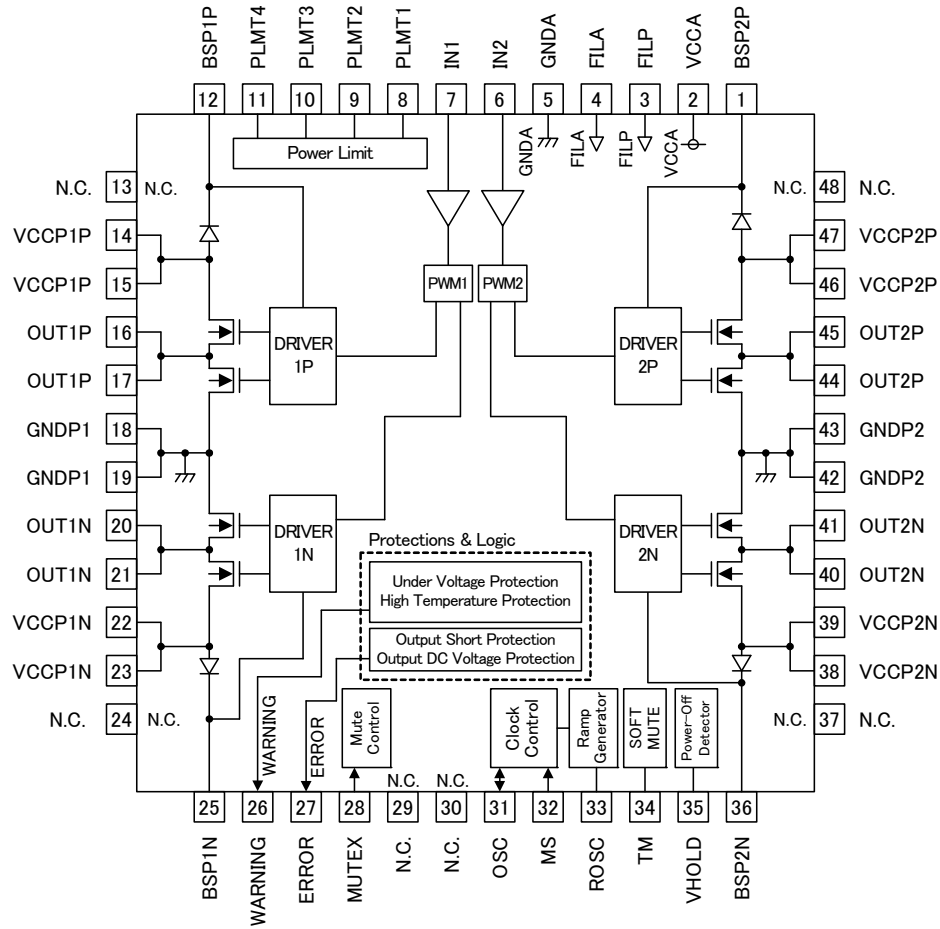 BSP1P
PLMT4
PLMT3
PLMT2
PLMT1
IN1
IN2
GNDA
FILA
FILP
VCCA
BSP2P
12
11
10
9
8
7
6
5
4
3
2
1
Power Limit
GNDA
FILA
FILP
VCCA
N.C.
13
N.C.
N.C.
48
N.C.
VCCP1P
14
47
VCCP2P
VCCP1P
15
PWM1
PWM2
46
VCCP2P
OUT1P
16
DRIVER
1P
DRIVER
2P
45
OUT2P
OUT1P
17
44
OUT2P
GNDP1
18
43
GNDP2
GNDP1
19
42
GNDP2
OUT1N
20
DRIVER
1N
DRIVER
2N
41
OUT2N
Protections & Logic
OUT1N
21
40
OUT2N
Under Voltage Protection
High Temperature Protection
VCCP1N
22
39
VCCP2N
Output Short Protection
Output DC Voltage Protection
VCCP1N
23
38
VCCP2N
N.C.
24
N.C.
WARNING
ERROR
Mute
Control
N.C.
N.C.
Clock
Control
Ramp
Generator
SOFT
MUTE
Power-Off
Detector
N.C.
37
N.C.
25
26
27
28
29
30
31
32
33
34
35
36
BSP1N
WARNING
ERROR
MUTEX
N.C.
N.C.
OSC
MS
ROSC
TM
VHOLD
BSP2N